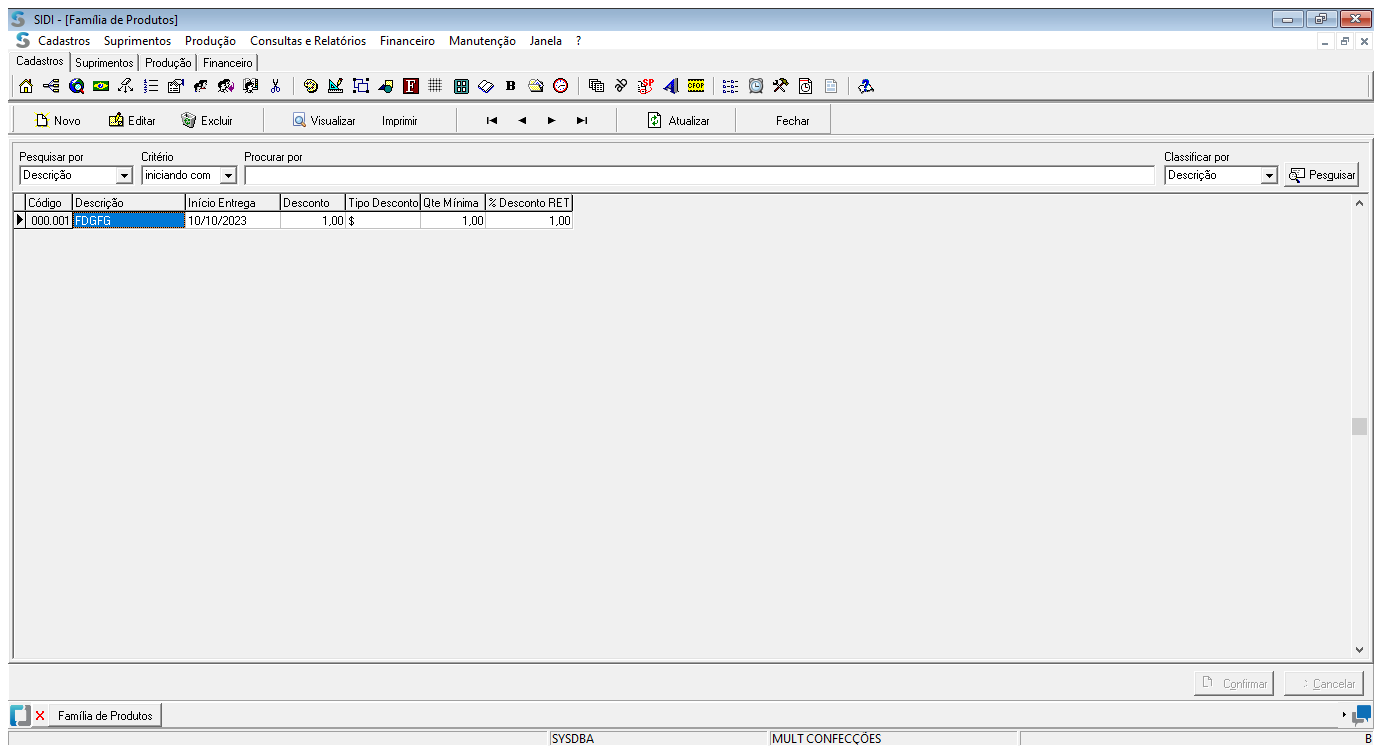 SIDI - [Família de Produtos]
Cadastros Suprimentos Produção Consultas e Relatórios Financeiro Manutenção Janela ?
Cadastros Suprimentos Produção Financeiro
F B SP CFOP
Novo Editar Excluir Visualizar Imprimir Atualizar Fechar
Pesquisar por Critério Procurar por Classificar por
Descrição iniciando com Descrição Pesquisar
Código Descrição Início Entrega Desconto Tipo Desconto Qte Mínima % Desconto RET
000.001 FDGFG 10/10/2023 1,00 $ 1,00 1,00
Confirmar Cancelar
Família de Produtos
SYSDBA MULT CONFECÇÕES B